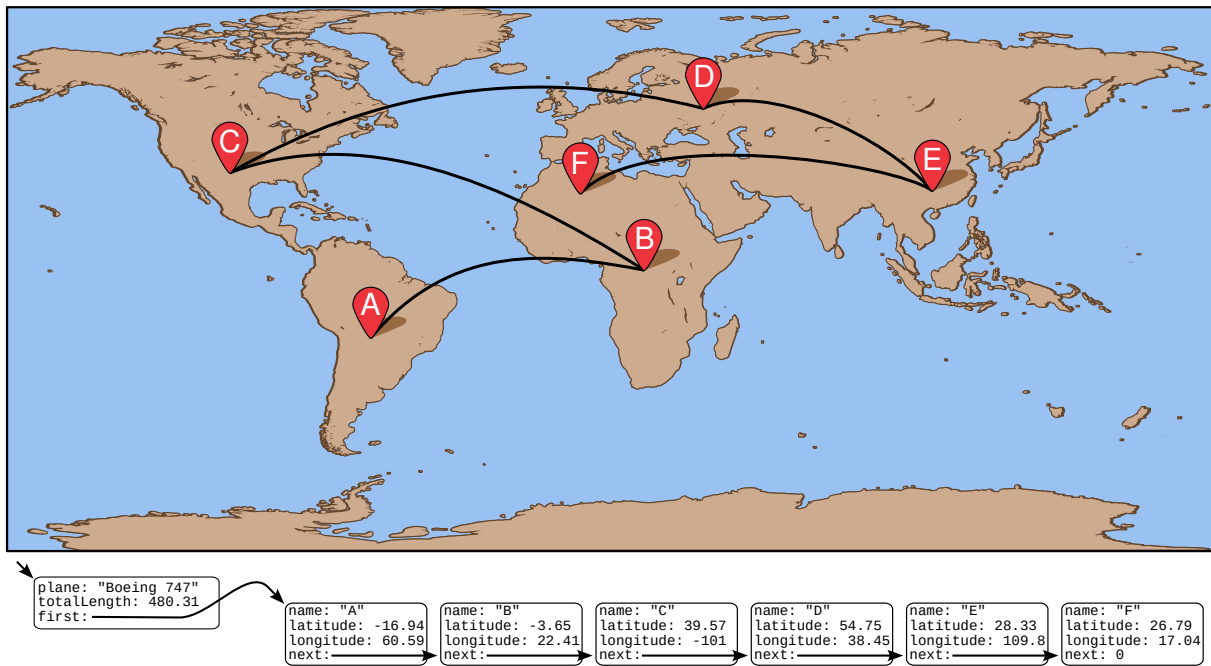 D
C
E
F
B
A
plane: "Boeing 747"
totalLength: 480.31
first:
name: "A"
latitude: -16.94
longitude: 60.59
next:
name: "B"
latitude: -3.65
longitude: 22.41
next:
name: "C"
latitude: 39.57
longitude: -101
next:
name: "D"
latitude: 54.75
longitude: 38.45
next:
name: "E"
latitude: 28.33
longitude: 109.8
next:
name: "F"
latitude: 26.79
longitude: 17.04
next: 0